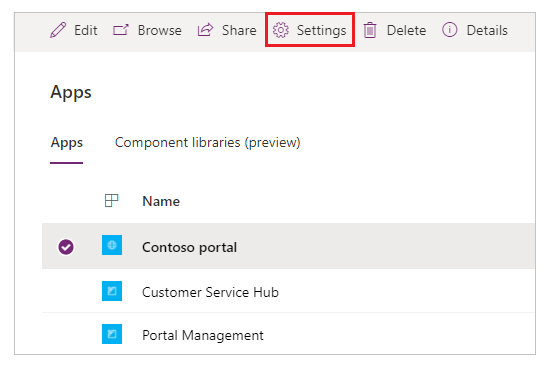 Edit Browse Share Settings Delete Details
Apps
Apps Component libraries (preview)
Name
Contoso portal
Customer Service Hub
Portal Management